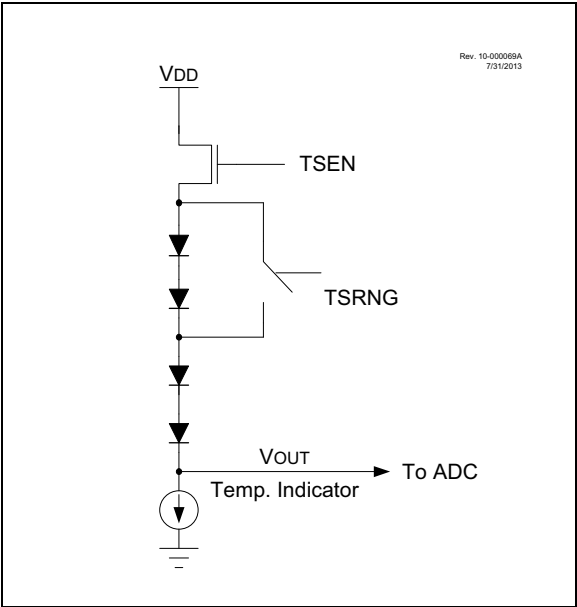 Rev. 10-000069A
7/31/2013
VDD
TSEN
TSRNG
VOUT
Temp. Indicator
To ADC